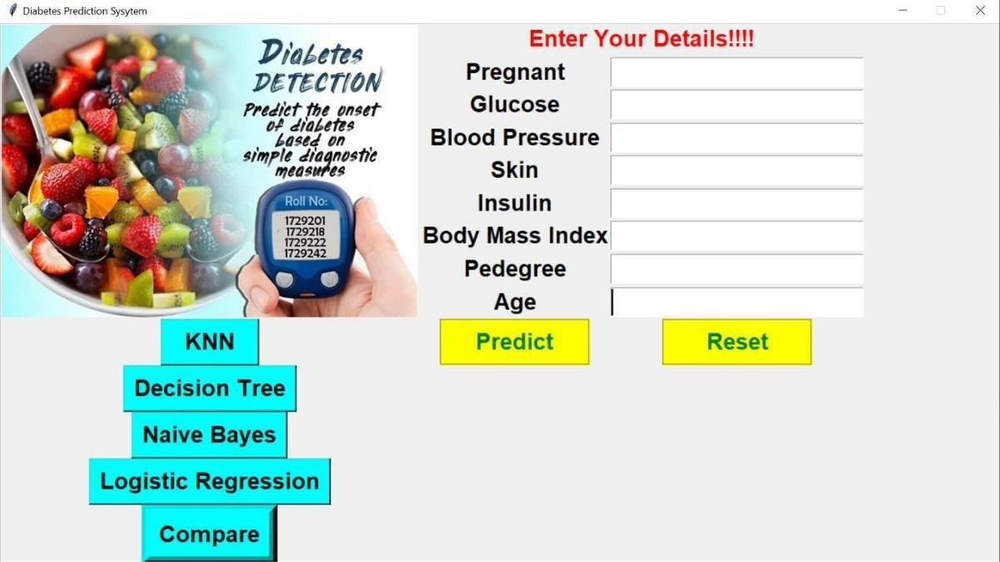 Diabetes Prediction Sysytem
Diabetes
DETECTION
Predict the onset
of diabetes
based on
simple diagnostic
measures
Roll No:
1729201
1729218
1729222
1729242
Enter Your Details!!!!
Pregnant
Glucose
Blood Pressure
Skin
Insulin
Body Mass Index
Pedegree
Age
Predict
Reset
KNN
Decision Tree
Naive Bayes
Logistic Regression
Compare